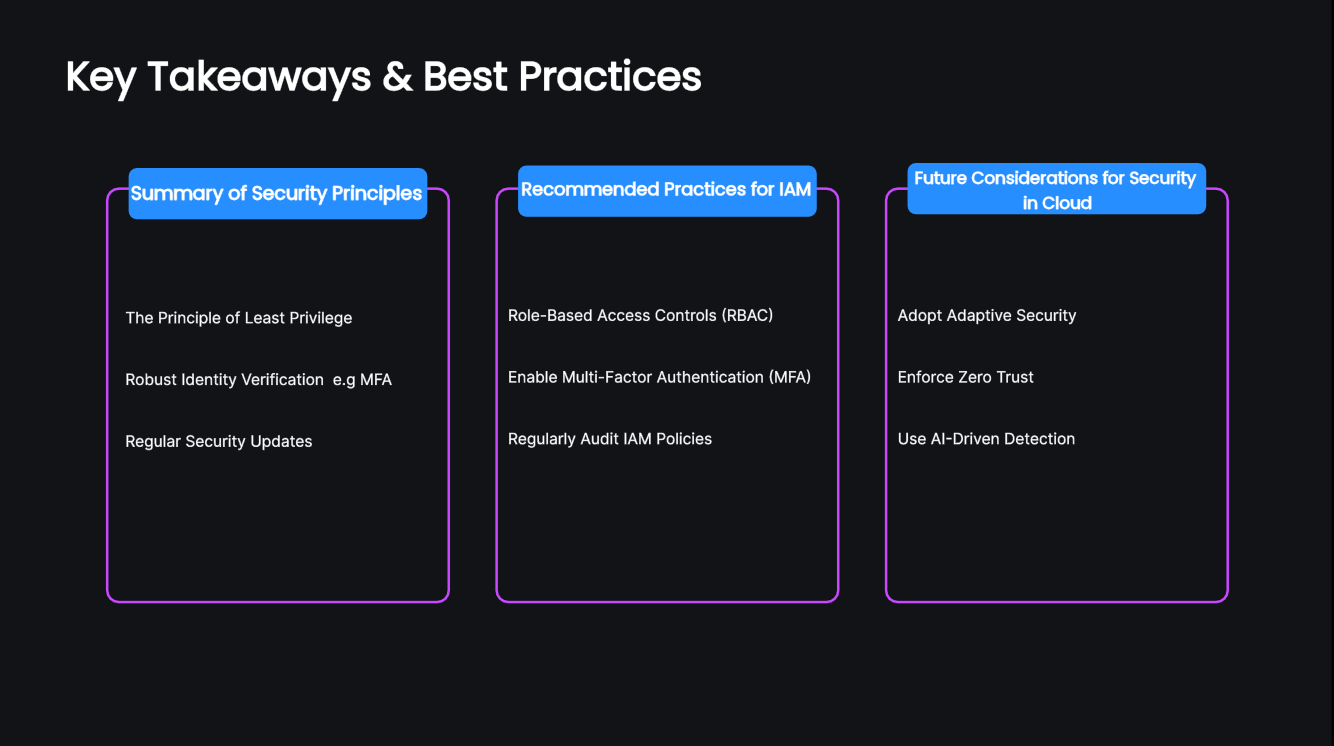 Key Takeaways & Best Practices
Summary of Security Principles
The Principle of Least Privilege
Robust Identity Verification  e.g MFA
Regular Security Updates
Recommended Practices for IAM
Role-Based Access Controls (RBAC)
Enable Multi-Factor Authentication (MFA)
Regularly Audit IAM Policies
Future Considerations for Security
in Cloud
Adopt Adaptive Security
Enforce Zero Trust
Use AI-Driven Detection